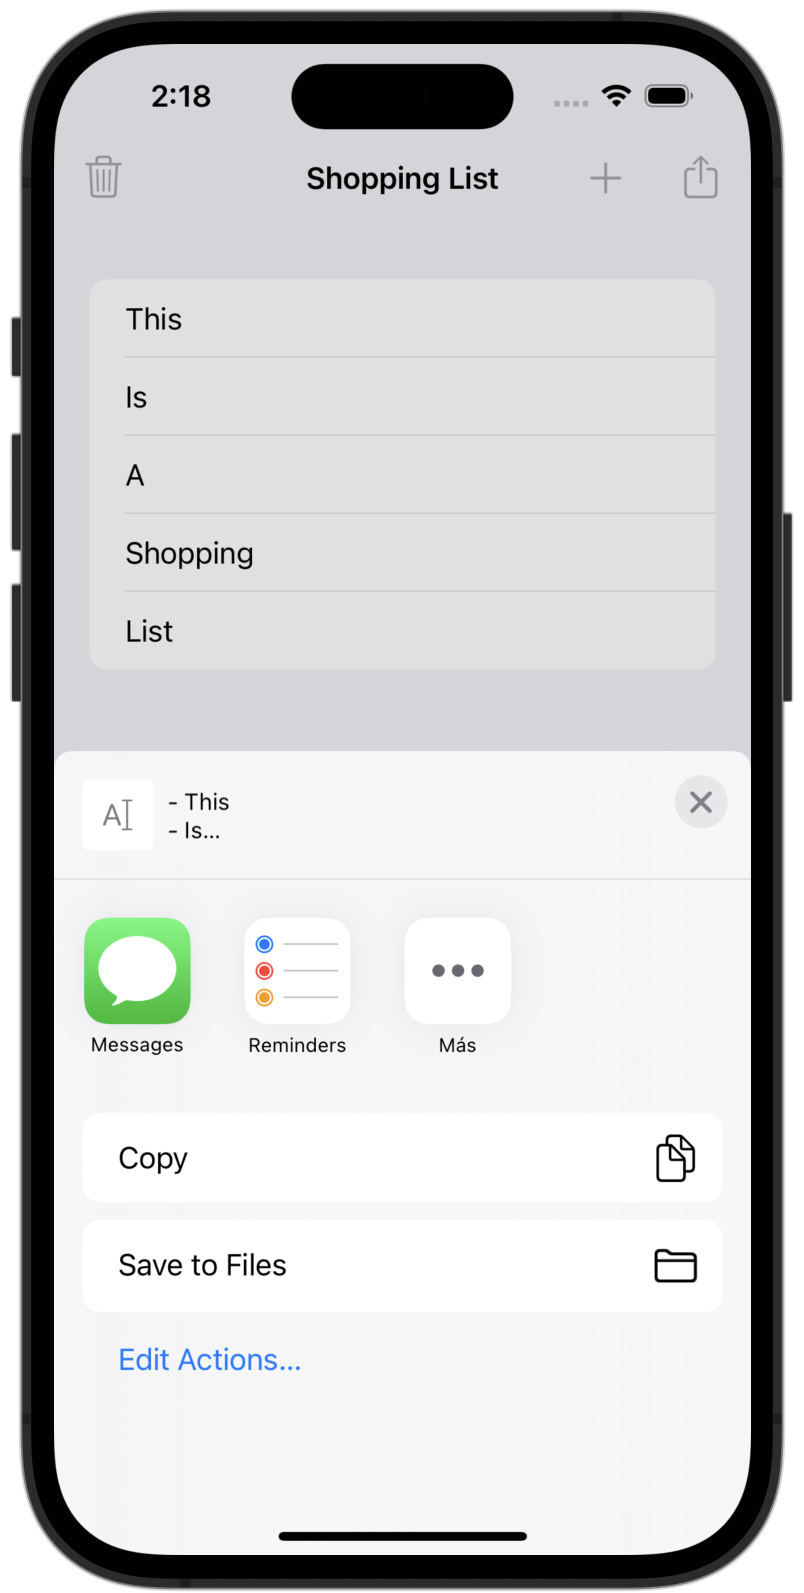 2:18
Shopping List
This
Is
A
Shopping
List
A
- This
- Is...
Messages
Reminders
Más
Copy
Save to Files
Edit Actions...